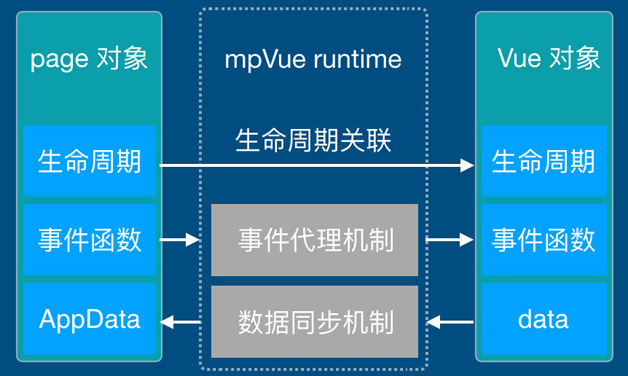 page 对象
mpVue runtime
Vue 对象
生命周期
生命周期关联
生命周期
事件函数
事件代理机制
事件函数
AppData
数据同步机制
data